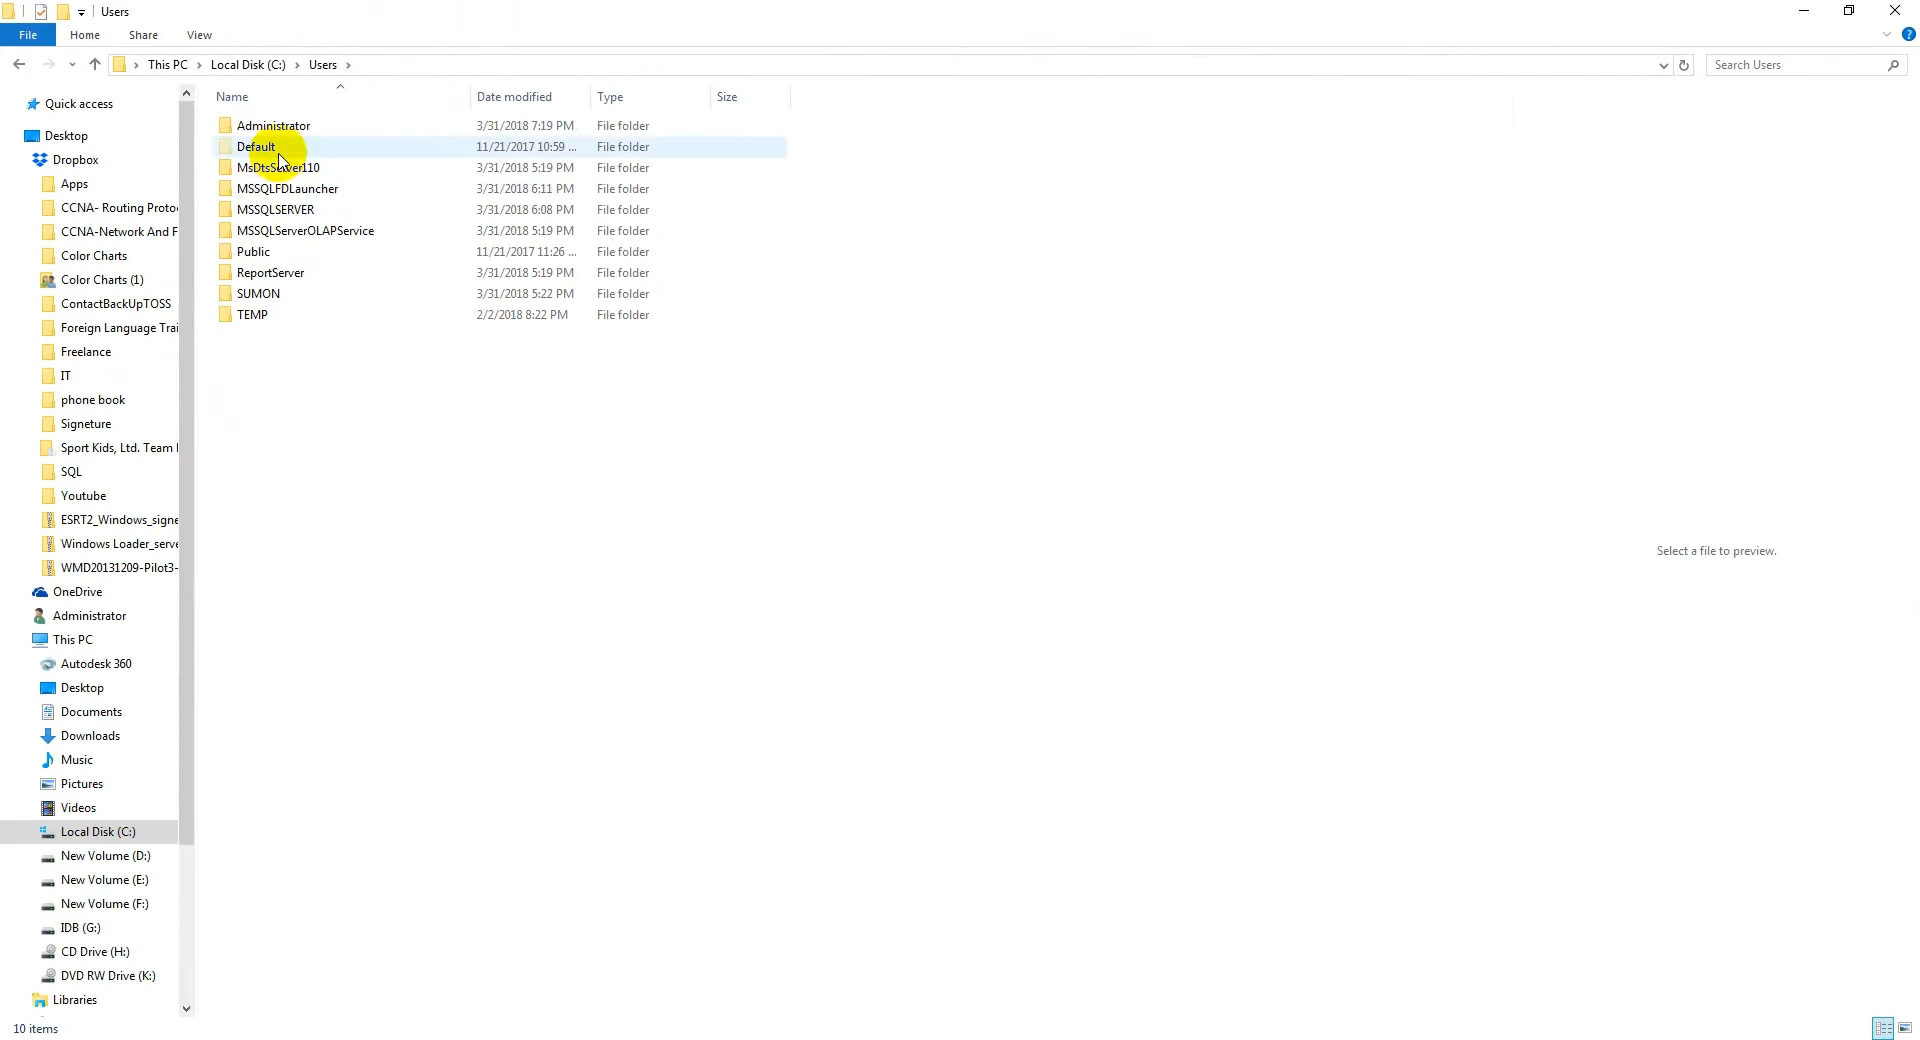 Users
File
Home
Share
View
This PC > Local Disk (C:) > Users >
Search Users
Name
Date modified
Type
Size
Administrator 3/31/2018 7:19 PM File folder
Default 11/21/2017 10:59 ... File folder
MsDtsServer110 3/31/2018 5:19 PM File folder
MSSQLFDLauncher 3/31/2018 6:11 PM File folder
MSSQLSERVER 3/31/2018 6:08 PM File folder
MSSQLServerOLAPService 3/31/2018 5:19 PM File folder
Public 11/21/2017 11:26 ... File folder
ReportServer 3/31/2018 5:19 PM File folder
SUMON 3/31/2018 5:22 PM File folder
TEMP 2/2/2018 8:22 PM File folder
Quick access
Desktop
Dropbox
Apps
CCNA- Routing Proto
CCNA-Network And F
Color Charts
Color Charts (1)
ContactBackUpTOSS
Foreign Language Trai
Freelance
IT
phone book
Signeture
Sport Kids, Ltd. Team
SQL
Youtube
ESRT2_Windows_signe
Windows Loader_serve
WMD20131209-Pilot3-
OneDrive
Administrator
This PC
Autodesk 360
Desktop
Documents
Downloads
Music
Pictures
Videos
Local Disk (C:)
New Volume (D:)
New Volume (E:)
New Volume (F:)
IDB (G:)
CD Drive (H:)
DVD RW Drive (K:)
Libraries
Select a file to preview.
10 items